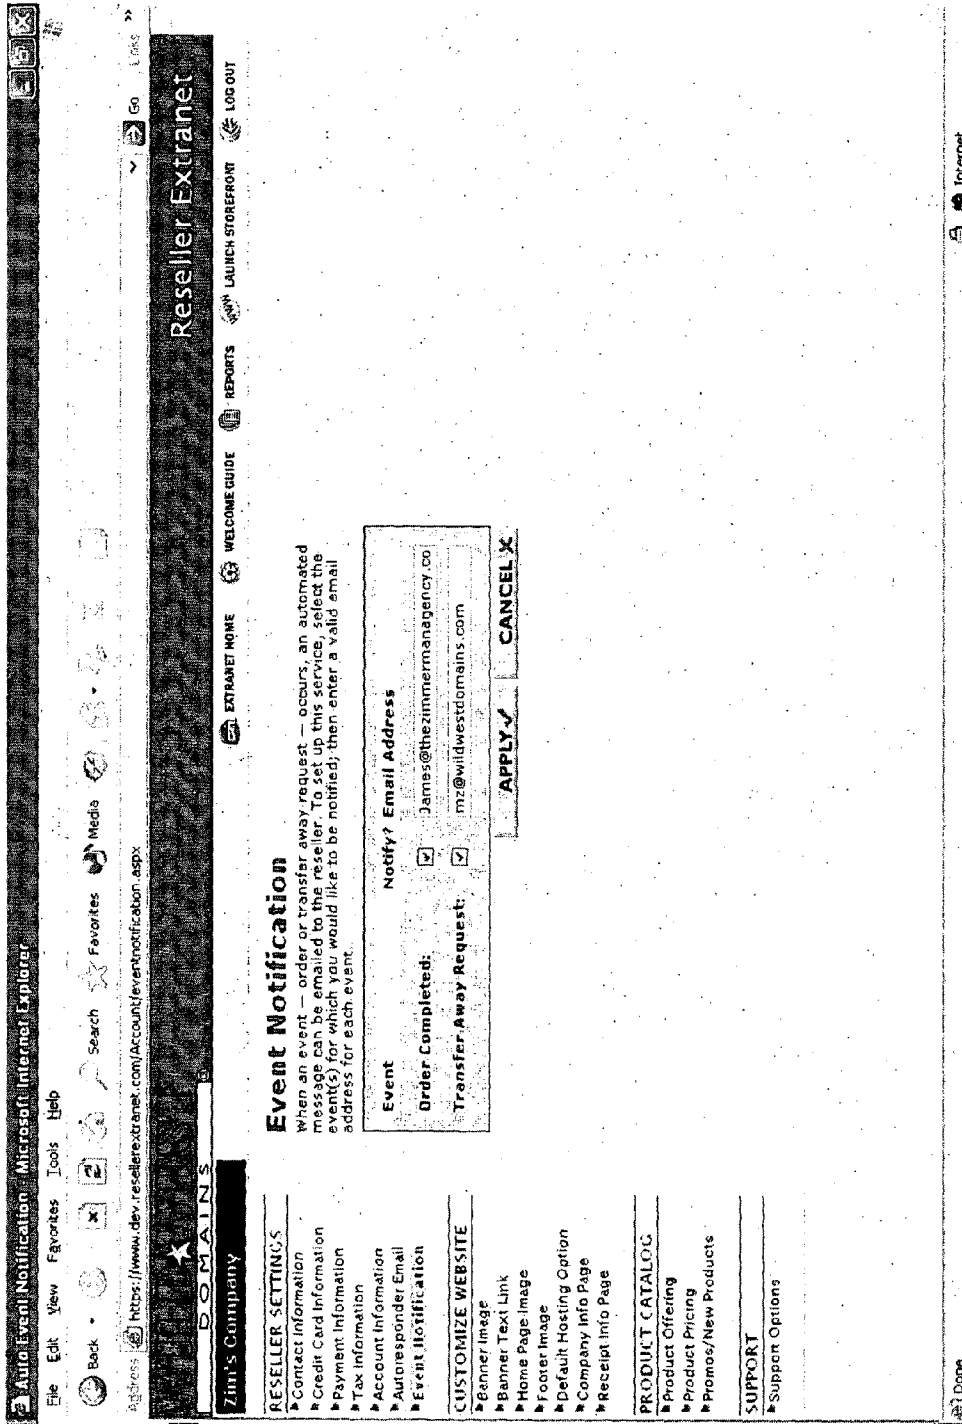 Auto Event Notification - Microsoft Internet Explorer
File Edit View Favorites Tools Help
Back Search Favorites Media
Address https://www.dev.resellerextranet.com/Account/eventnotification.aspx Go Links »
DOMAINS
Reseller Extranet
Zim's Company
EXTRANET HOME WELCOME GUIDE REPORTS LAUNCH STOREFRONT LOG OUT
RESELLER SETTINGS
Contact Information
Credit Card Information
Payment Information
Tax Information
Account Information
Autoresponder Email
Event Notification
CUSTOMIZE WEBSITE
Banner Image
Banner Text Link
Home Page Image
Footer Image
Default Hosting Option
Company Info Page
Receipt Info Page
PRODUCT CATALOG
Product Offering
Product Pricing
Promos/New Products
SUPPORT
Support Options
Event Notification
When an event — order or transfer away request — occurs, an automated
message can be emailed to the reseller. To set up this service, select the
event(s) for which you would like to be notified; then enter a valid email
address for each event.
Event Notify? Email Address
Order Completed: James@thezimmermanagency.co
Transfer Away Request: mz@wildwestdomains.com
APPLY CANCEL X
Done Internet